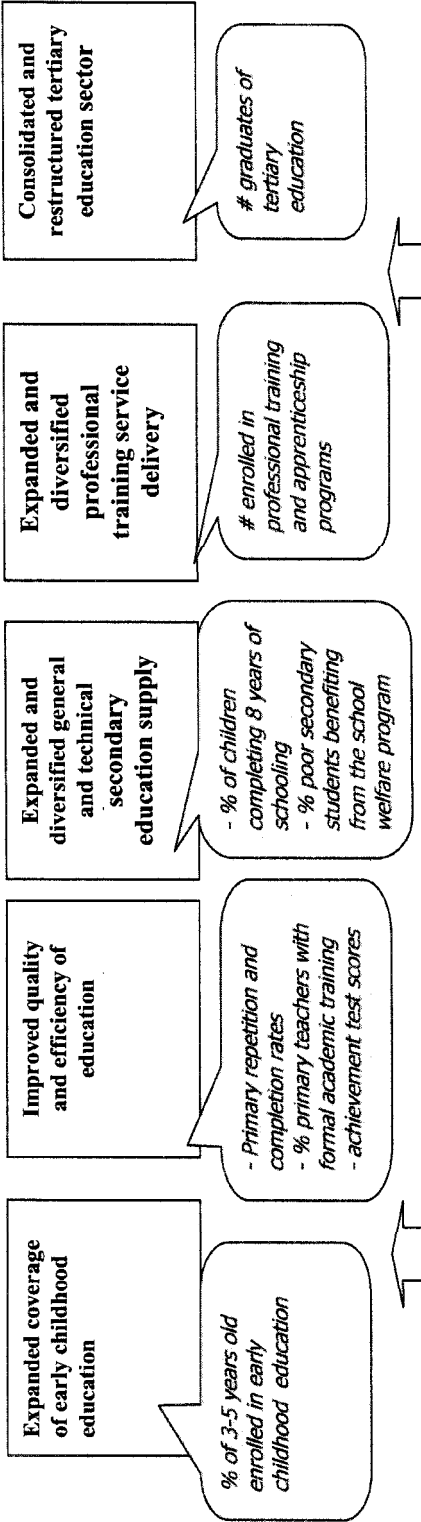 Expanded coverage
of early childhood
education
% of 3-5 years old
enrolled in early
childhood education
Improved quality
and efficiency of
education
- Primary repetition and
completion rates
- % primary teachers with
formal academic training
- achievement test scores
Expanded and
diversified general
and technical
secondary
education supply
- % of children
completing 8 years of
schooling
- % poor secondary
students benefiting
from the school
welfare program
Expanded and
diversified
professional
training service
delivery
# enrolled in
professional training
and apprenticeship
programs
Consolidated and
restructured tertiary
education sector
# graduates of
tertiary
education